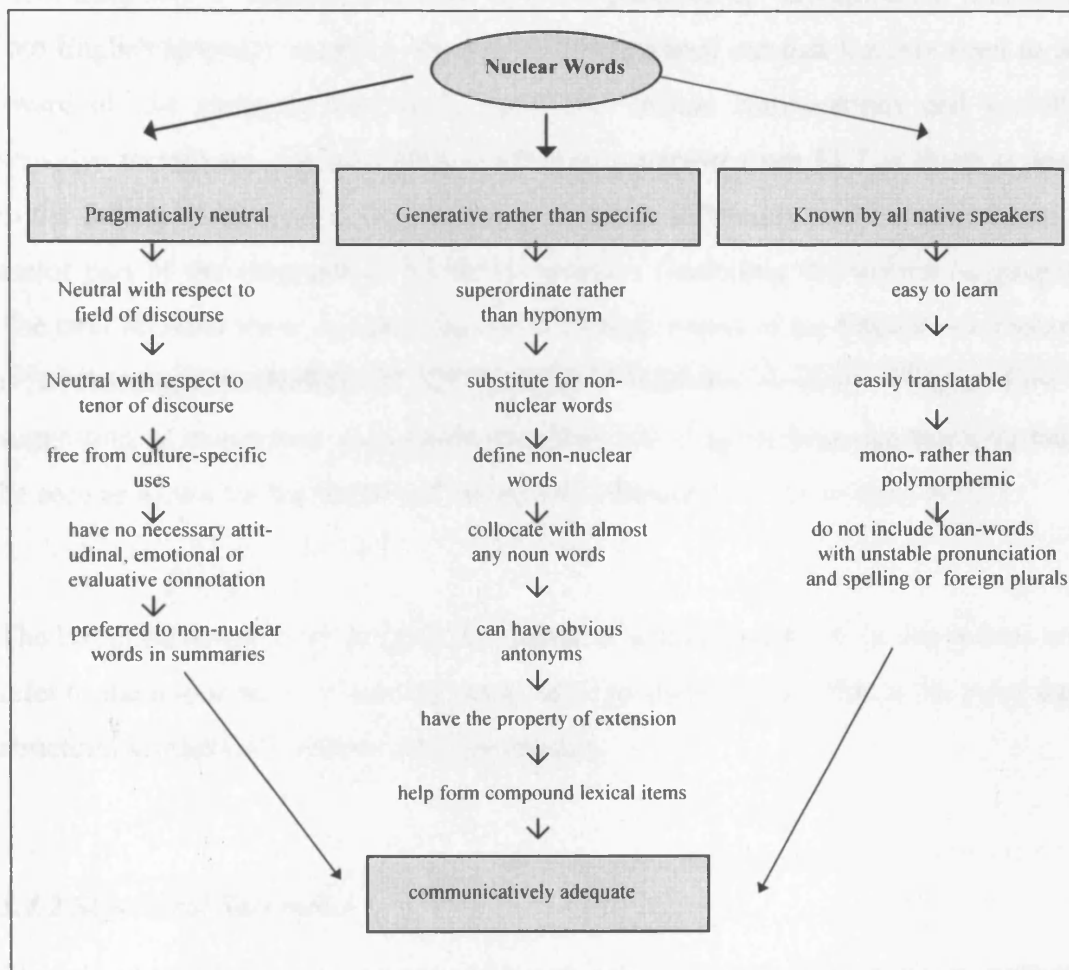 Nuclear Words
Pragmatically neutral
Neutral with respect to
field of discourse
Neutral with respect to
tenor of discourse
free from culture-specific
uses
have no necessary attit-
udinal, emotional or
evaluative connotation
preferred to non-nuclear
words in summaries
Generative rather than specific
superordinate rather
than hyponym
substitute for non-
nuclear words
define non-nuclear
words
collocate with almost
any noun words
can have obvious
antonyms
have the property of extension
help form compound lexical items
Known by all native speakers
easy to learn
easily translatable
mono- rather than
polymorphemic
do not include loan-words
with unstable pronunciation
and spelling or foreign plurals
communicatively adequate